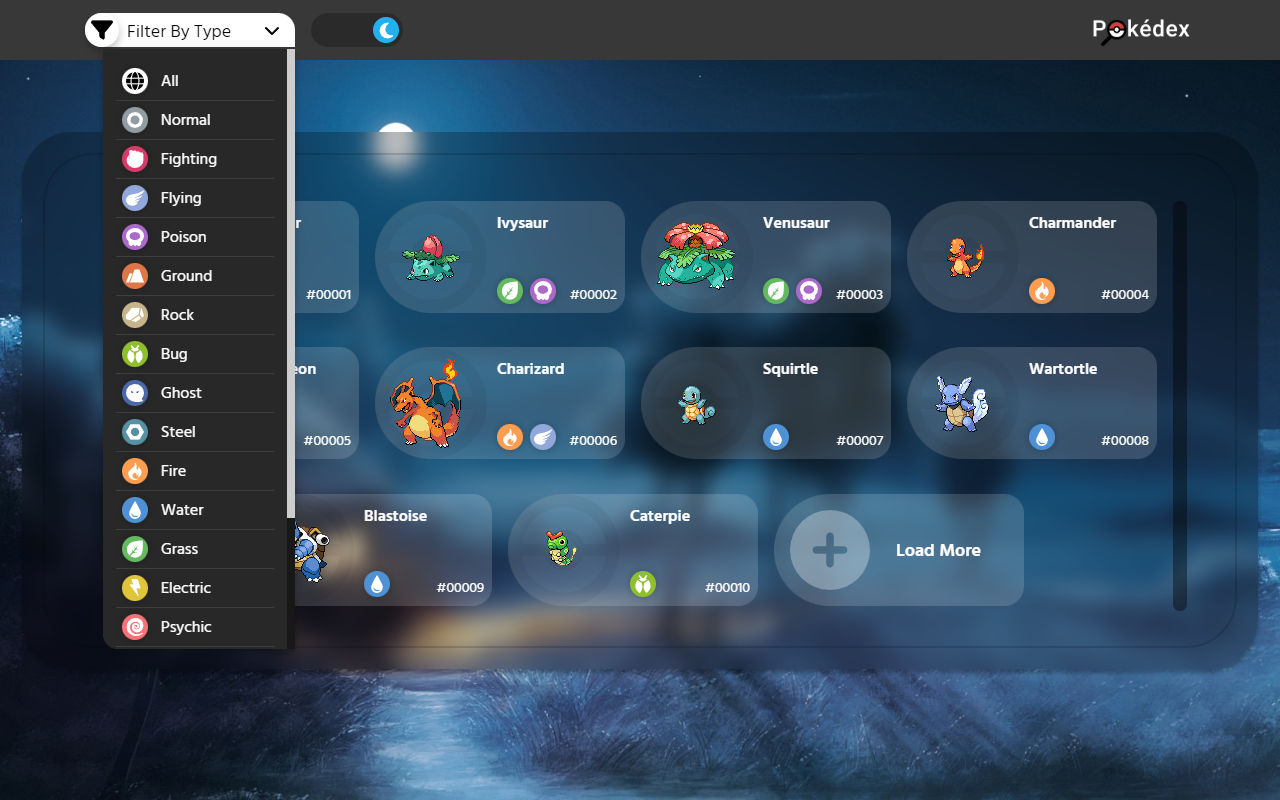 Filter By Type
Pokédex
All
Normal
Fighting
Flying
Poison
Ground
Rock
Bug
Ghost
Steel
Fire
Water
Grass
Electric
Psychic
r
#00001
Ivysaur
#00002
Venusaur
#00003
Charmander
#00004
eon
#00005
Charizard
#00006
Squirtle
#00007
Wartortle
#00008
Blastoise
#00009
Caterpie
#00010
Load More